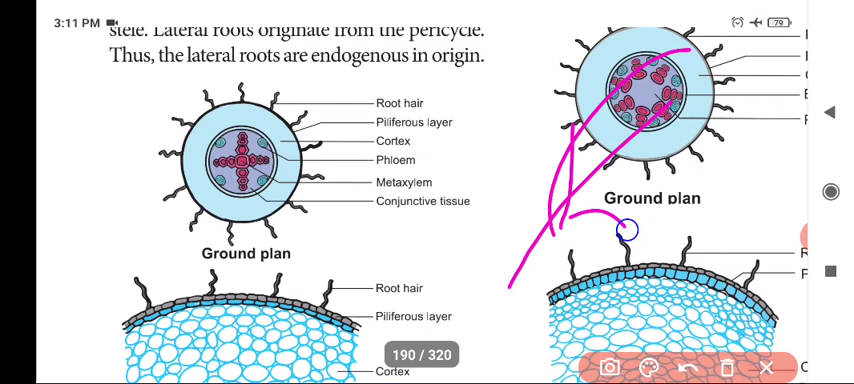 3:11 PM
79
stele. Lateral roots originate from the pericycle.
Thus, the lateral roots are endogenous in origin.
Root hair
Piliferous layer
Cortex
Phloem
Metaxylem
Conjunctive tissue
Ground plan
Root hair
Piliferous layer
Cortex
Ground plan
190 / 320